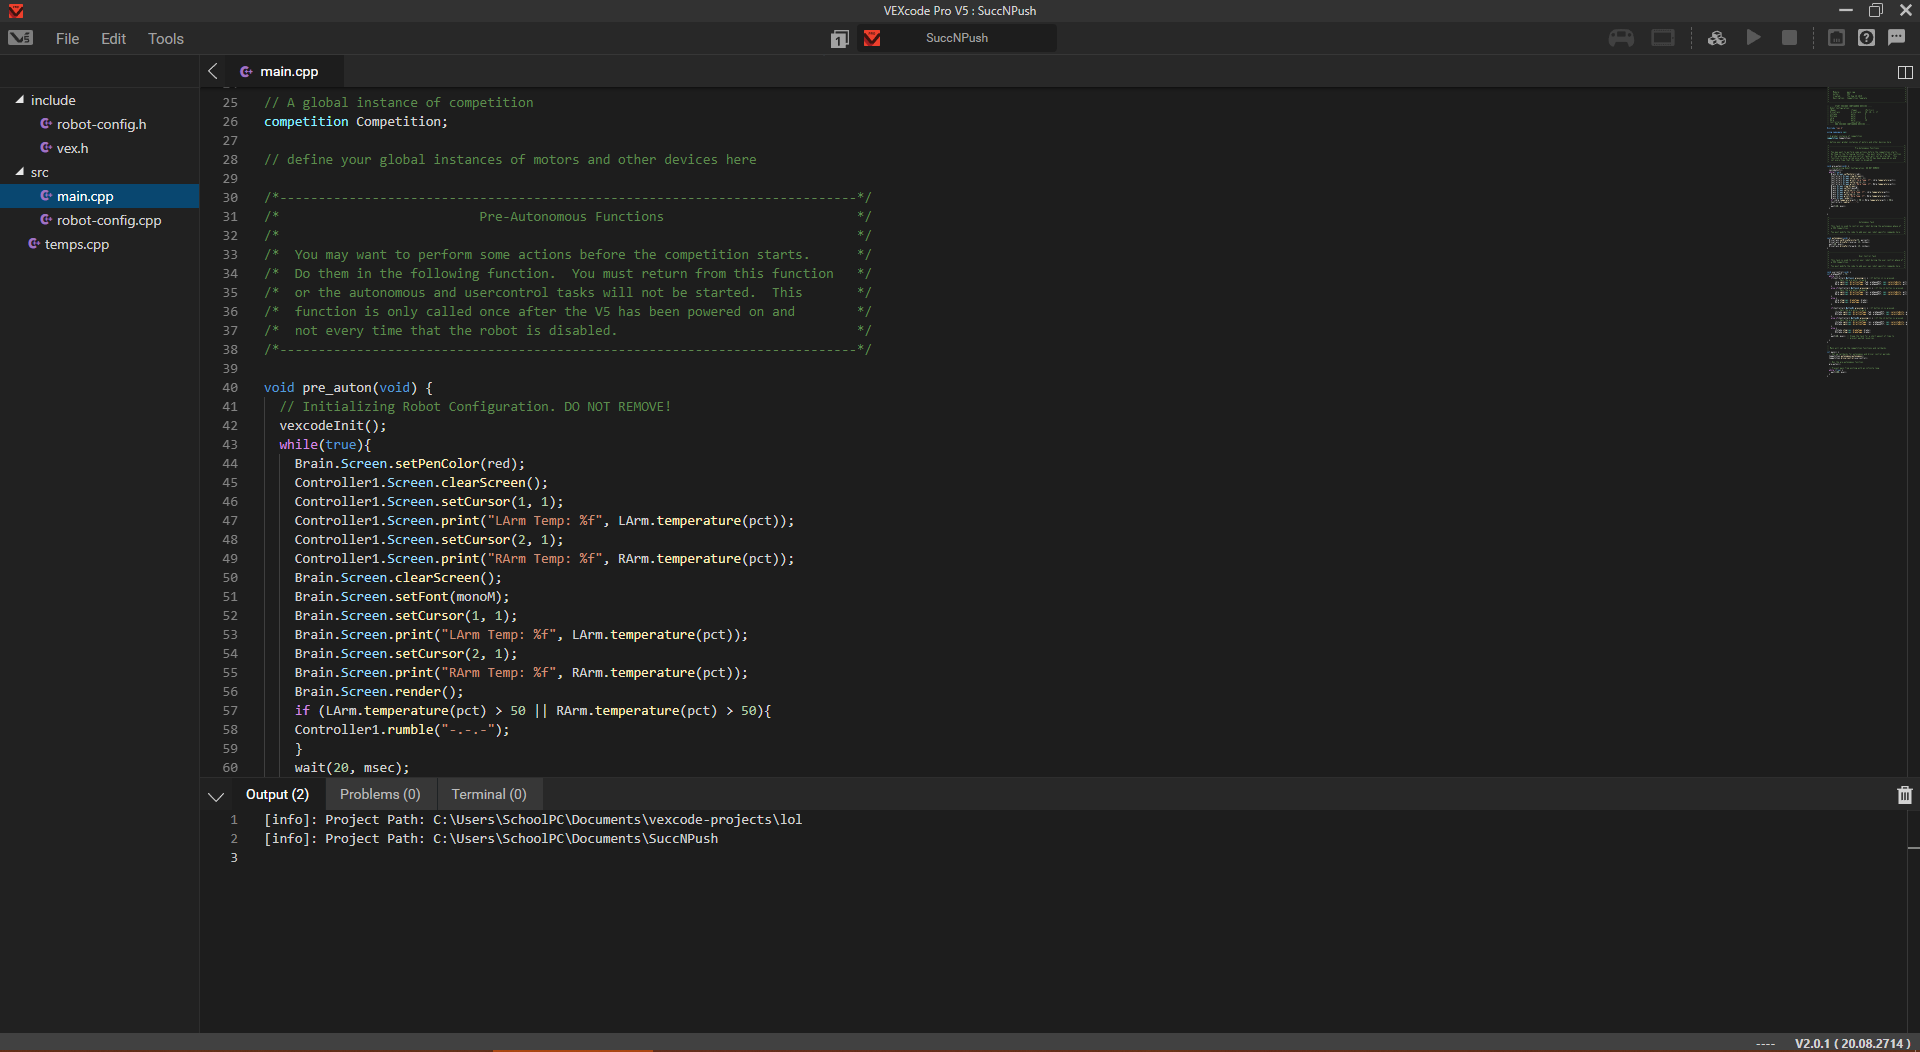 VEXcode Pro V5 : SuccNPush
V5 File Edit Tools
1 SuccNPush
main.cpp
include
robot-config.h
vex.h
src
main.cpp
robot-config.cpp
temps.cpp
25 // A global instance of competition
26 competition Competition;
27
28 // define your global instances of motors and other devices here
29
30 /*---------------------------------------------------------------------------*/
31 /*                          Pre-Autonomous Functions                         */
32 /*                                                                           */
33 /*  You may want to perform some actions before the competition starts.      */
34 /*  Do them in the following function.  You must return from this function   */
35 /*  or the autonomous and usercontrol tasks will not be started.  This       */
36 /*  function is only called once after the V5 has been powered on and        */
37 /*  not every time that the robot is disabled.                               */
38 /*---------------------------------------------------------------------------*/
39
40 void pre_auton(void) {
41   // Initializing Robot Configuration. DO NOT REMOVE!
42   vexcodeInit();
43   while(true){
44     Brain.Screen.setPenColor(red);
45     Controller1.Screen.clearScreen();
46     Controller1.Screen.setCursor(1, 1);
47     Controller1.Screen.print("LArm Temp: %f", LArm.temperature(pct));
48     Controller1.Screen.setCursor(2, 1);
49     Controller1.Screen.print("RArm Temp: %f", RArm.temperature(pct));
50     Brain.Screen.clearScreen();
51     Brain.Screen.setFont(monoM);
52     Brain.Screen.setCursor(1, 1);
53     Brain.Screen.print("LArm Temp: %f", LArm.temperature(pct));
54     Brain.Screen.setCursor(2, 1);
55     Brain.Screen.print("RArm Temp: %f", RArm.temperature(pct));
56     Brain.Screen.render();
57     if (LArm.temperature(pct) > 50 || RArm.temperature(pct) > 50){
58     Controller1.rumble("-.-.-");
59     }
60     wait(20, msec);
Output (2) Problems (0) Terminal (0)
1 [info]: Project Path: C:\Users\SchoolPC\Documents\vexcode-projects\lol
2 [info]: Project Path: C:\Users\SchoolPC\Documents\SuccNPush
3
---- V2.0.1 ( 20.08.2714 )